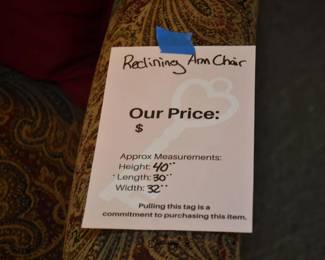 Reclining Arm Chair
Our Price:
$
Approx Measurements:
Height: 40"
Length: 30"
Width: 32"
Pulling this tag is a
commitment to purchasing this item.